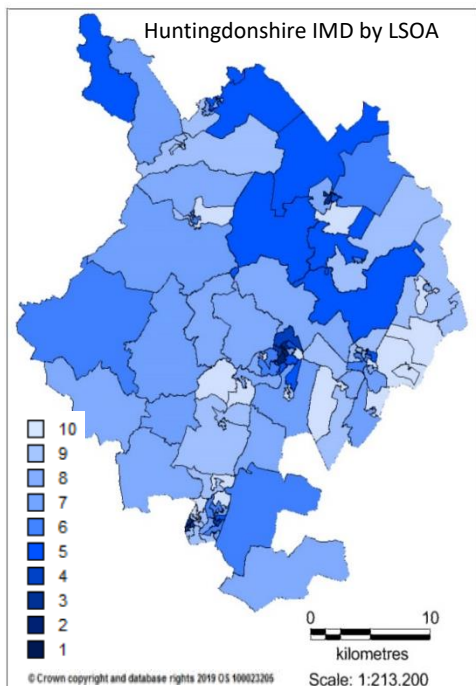 Huntingdonshire IMD by LSOA
10
9
8
7
6
5
4
3
2
1
0 10
kilometres
© Crown copyright and database rights 2019 OS 100023205
Scale: 1:213,200